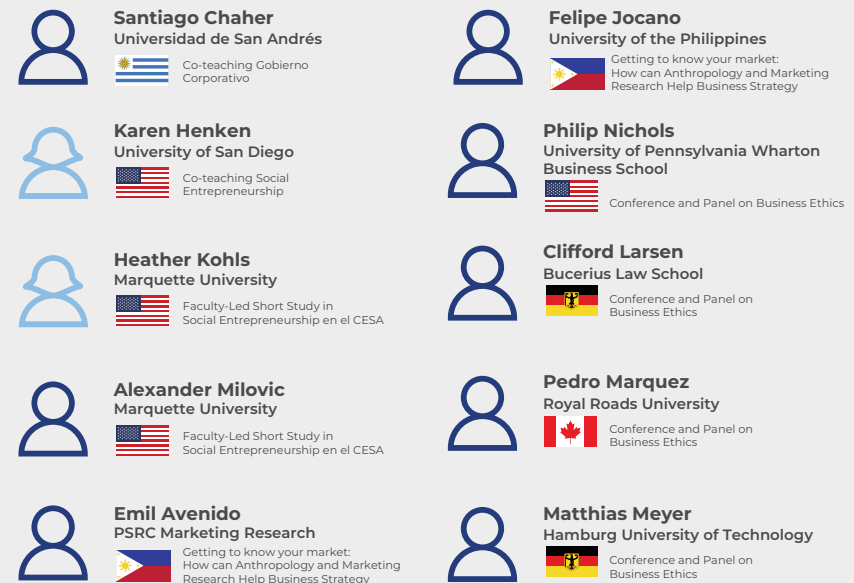 Santiago Chaher
Universidad de San Andrés
Co-teaching Gobierno
Corporativo
Karen Henken
University of San Diego
Co-teaching Social
Entrepreneurship
Heather Kohls
Marquette University
Faculty-Led Short Study in
Social Entrepreneurship en el CESA
Alexander Milovic
Marquette University
Faculty-Led Short Study in
Social Entrepreneurship en el CESA
Emil Avenido
PSRC Marketing Research
Getting to know your market:
How can Anthropology and Marketing
Research Help Business Strategy
Felipe Jocano
University of the Philippines
Getting to know your market:
How can Anthropology and Marketing
Research Help Business Strategy
Philip Nichols
University of Pennsylvania Wharton
Business School
Conference and Panel on Business Ethics
Clifford Larsen
Bucerius Law School
Conference and Panel on
Business Ethics
Pedro Marquez
Royal Roads University
Conference and Panel on
Business Ethics
Matthias Meyer
Hamburg University of Technology
Conference and Panel on
Business Ethics